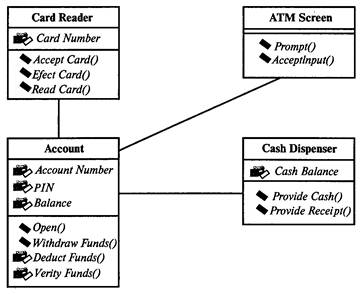 Card Reader
Card Number
Accept Card()
Efect Card()
Read Card()
ATM Screen
Prompt()
AcceptInput()
Account
Account Number
PIN
Balance
Open()
Withdraw Funds()
Deduct Funds()
Verity Funds()
Cash Dispenser
Cash Balance
Provide Cash()
Provide Receipt()